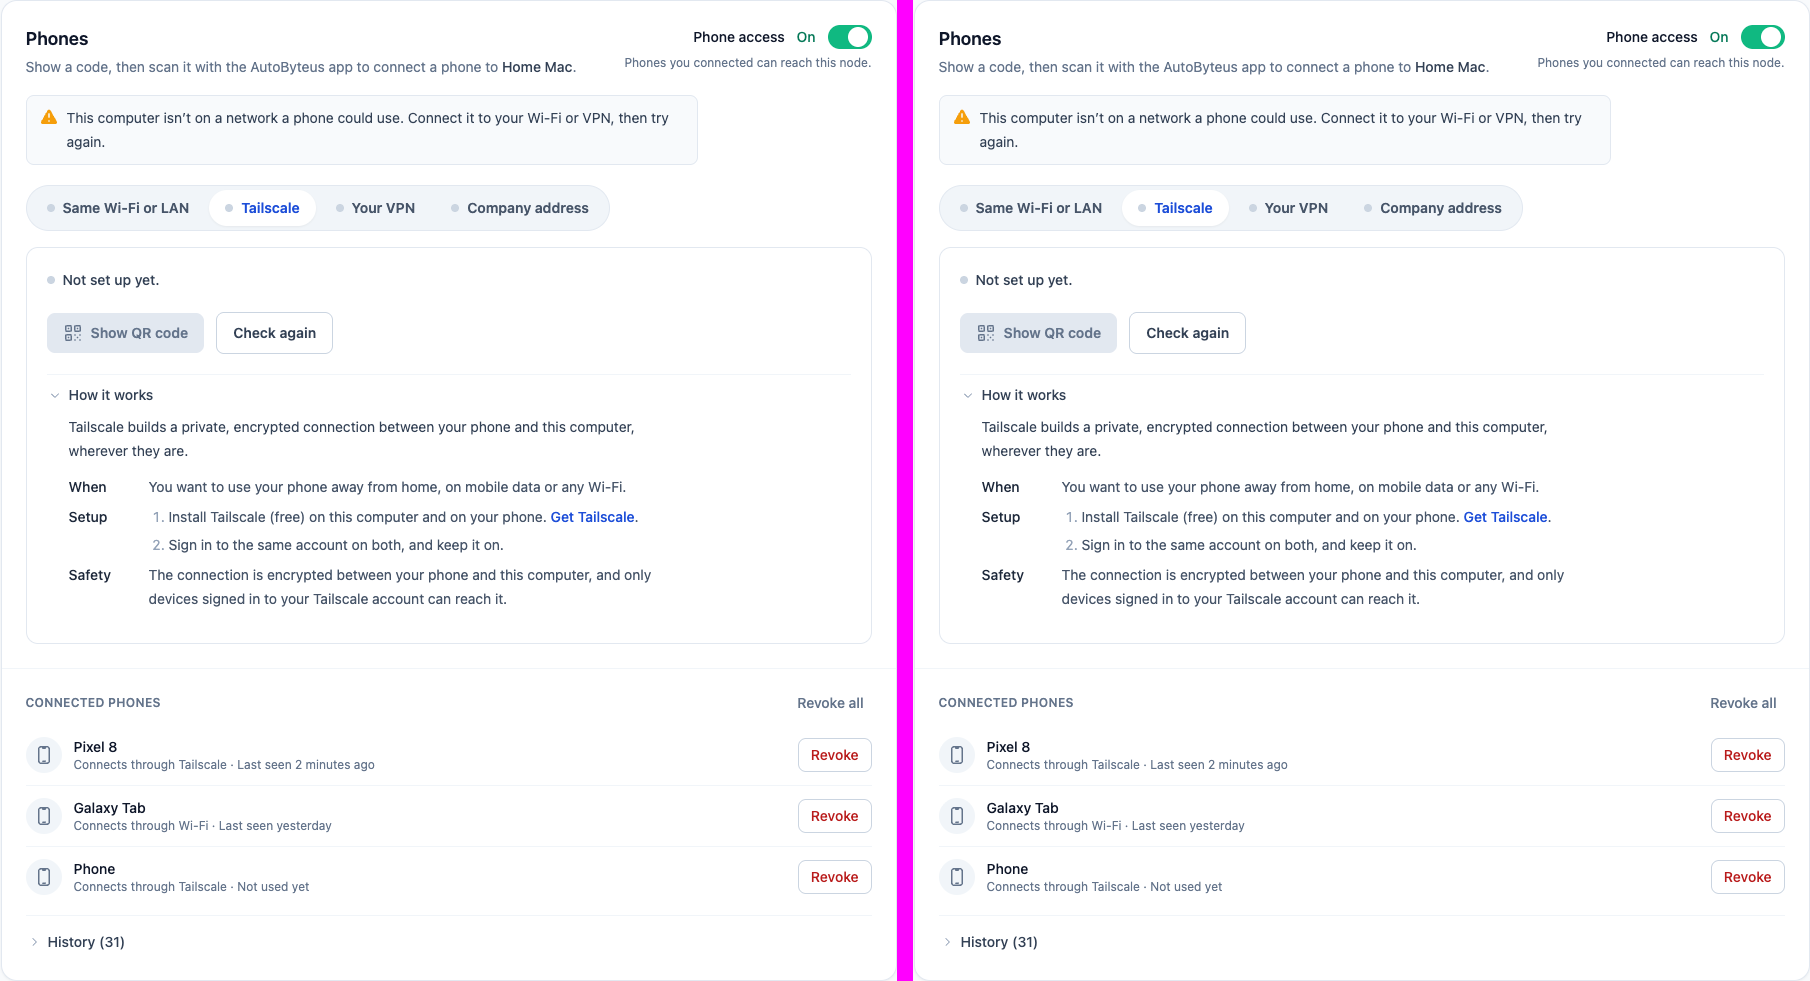 Phones
Phone access On
Show a code, then scan it with the AutoByteus app to connect a phone to Home Mac.
Phones you connected can reach this node.
This computer isn’t on a network a phone could use. Connect it to your Wi-Fi or VPN, then try
again.
Same Wi-Fi or LAN Tailscale Your VPN Company address
Not set up yet.
Show QR code Check again
How it works
Tailscale builds a private, encrypted connection between your phone and this computer,
wherever they are.
When You want to use your phone away from home, on mobile data or any Wi-Fi.
Setup 1. Install Tailscale (free) on this computer and on your phone. Get Tailscale.
2. Sign in to the same account on both, and keep it on.
Safety The connection is encrypted between your phone and this computer, and only
devices signed in to your Tailscale account can reach it.
CONNECTED PHONES Revoke all
Pixel 8
Connects through Tailscale · Last seen 2 minutes ago
Revoke
Galaxy Tab
Connects through Wi-Fi · Last seen yesterday
Revoke
Phone
Connects through Tailscale · Not used yet
Revoke
History (31)
Phones
Phone access On
Show a code, then scan it with the AutoByteus app to connect a phone to Home Mac.
Phones you connected can reach this node.
This computer isn’t on a network a phone could use. Connect it to your Wi-Fi or VPN, then try
again.
Same Wi-Fi or LAN Tailscale Your VPN Company address
Not set up yet.
Show QR code Check again
How it works
Tailscale builds a private, encrypted connection between your phone and this computer,
wherever they are.
When You want to use your phone away from home, on mobile data or any Wi-Fi.
Setup 1. Install Tailscale (free) on this computer and on your phone. Get Tailscale.
2. Sign in to the same account on both, and keep it on.
Safety The connection is encrypted between your phone and this computer, and only
devices signed in to your Tailscale account can reach it.
CONNECTED PHONES Revoke all
Pixel 8
Connects through Tailscale · Last seen 2 minutes ago
Revoke
Galaxy Tab
Connects through Wi-Fi · Last seen yesterday
Revoke
Phone
Connects through Tailscale · Not used yet
Revoke
History (31)